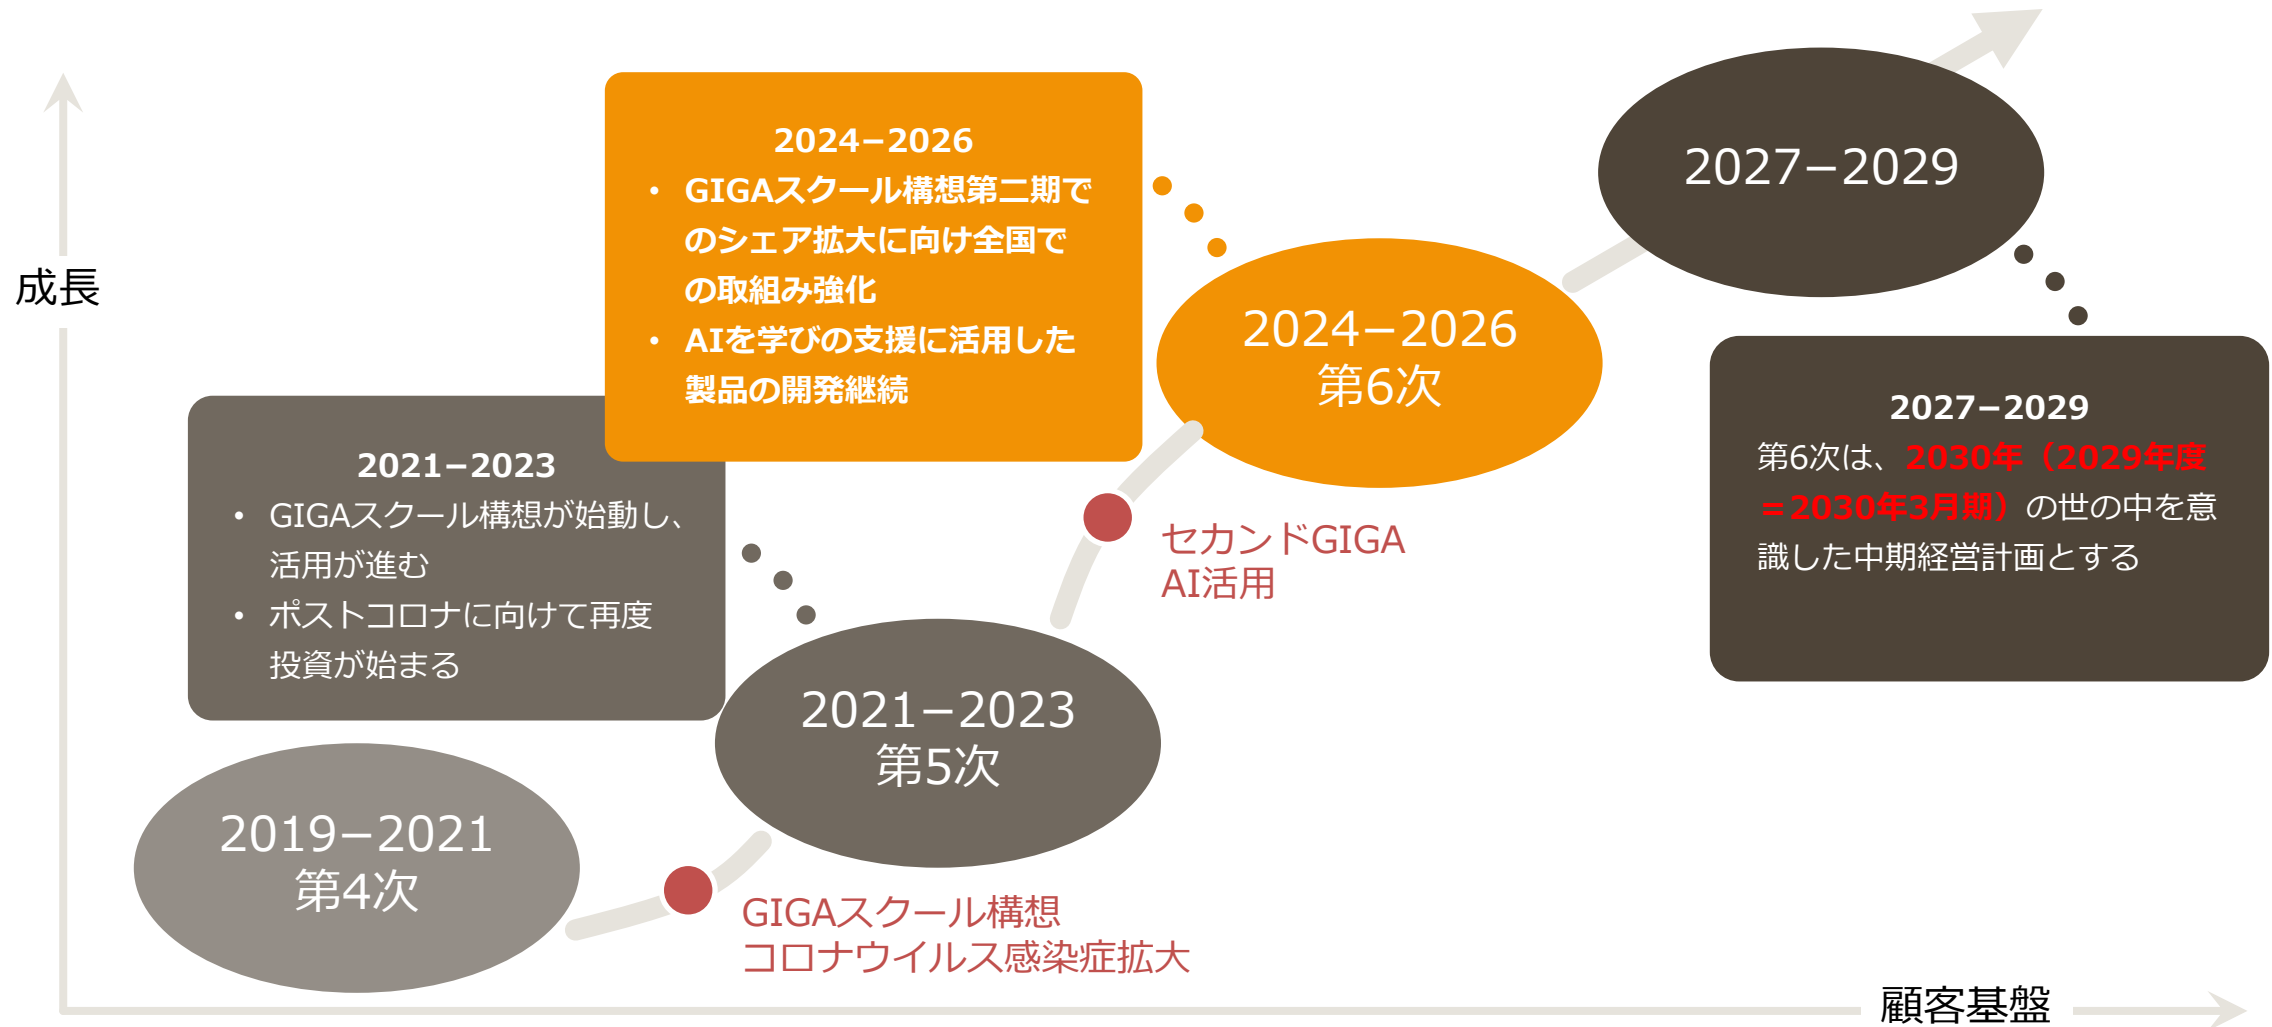 成長
2024−2026
• GIGAスクール構想第二期で
のシェア拡大に向け全国で
の取組み強化
• AIを学びの支援に活用した
製品の開発継続
2021−2023
• GIGAスクール構想が始動し、
活用が進む
• ポストコロナに向けて再度
投資が始まる
2019−2021
第4次
GIGAスクール構想
コロナウイルス感染症拡大
2021−2023
第5次
セカンドGIGA
AI活用
2024−2026
第6次
2027−2029
2027−2029
第6次は、2030年（2029年度
＝2030年3月期）の世の中を意
識した中期経営計画とする
顧客基盤